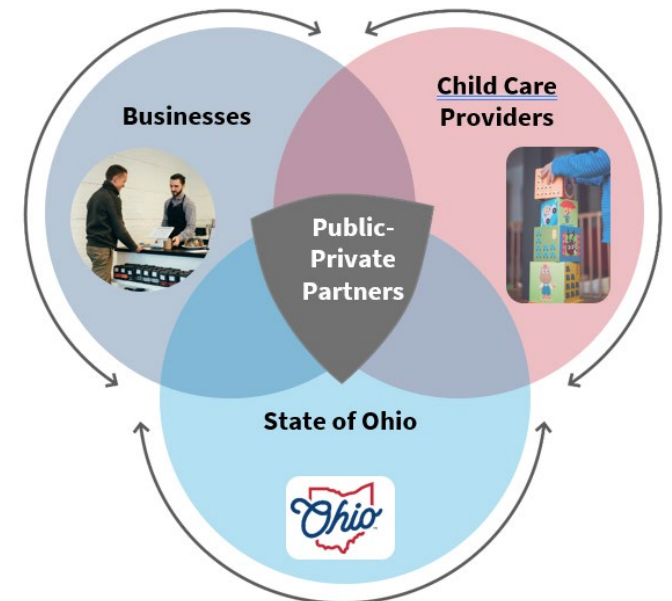 Businesses
Child Care
Providers
Public-
Private
Partners
State of Ohio
Ohio